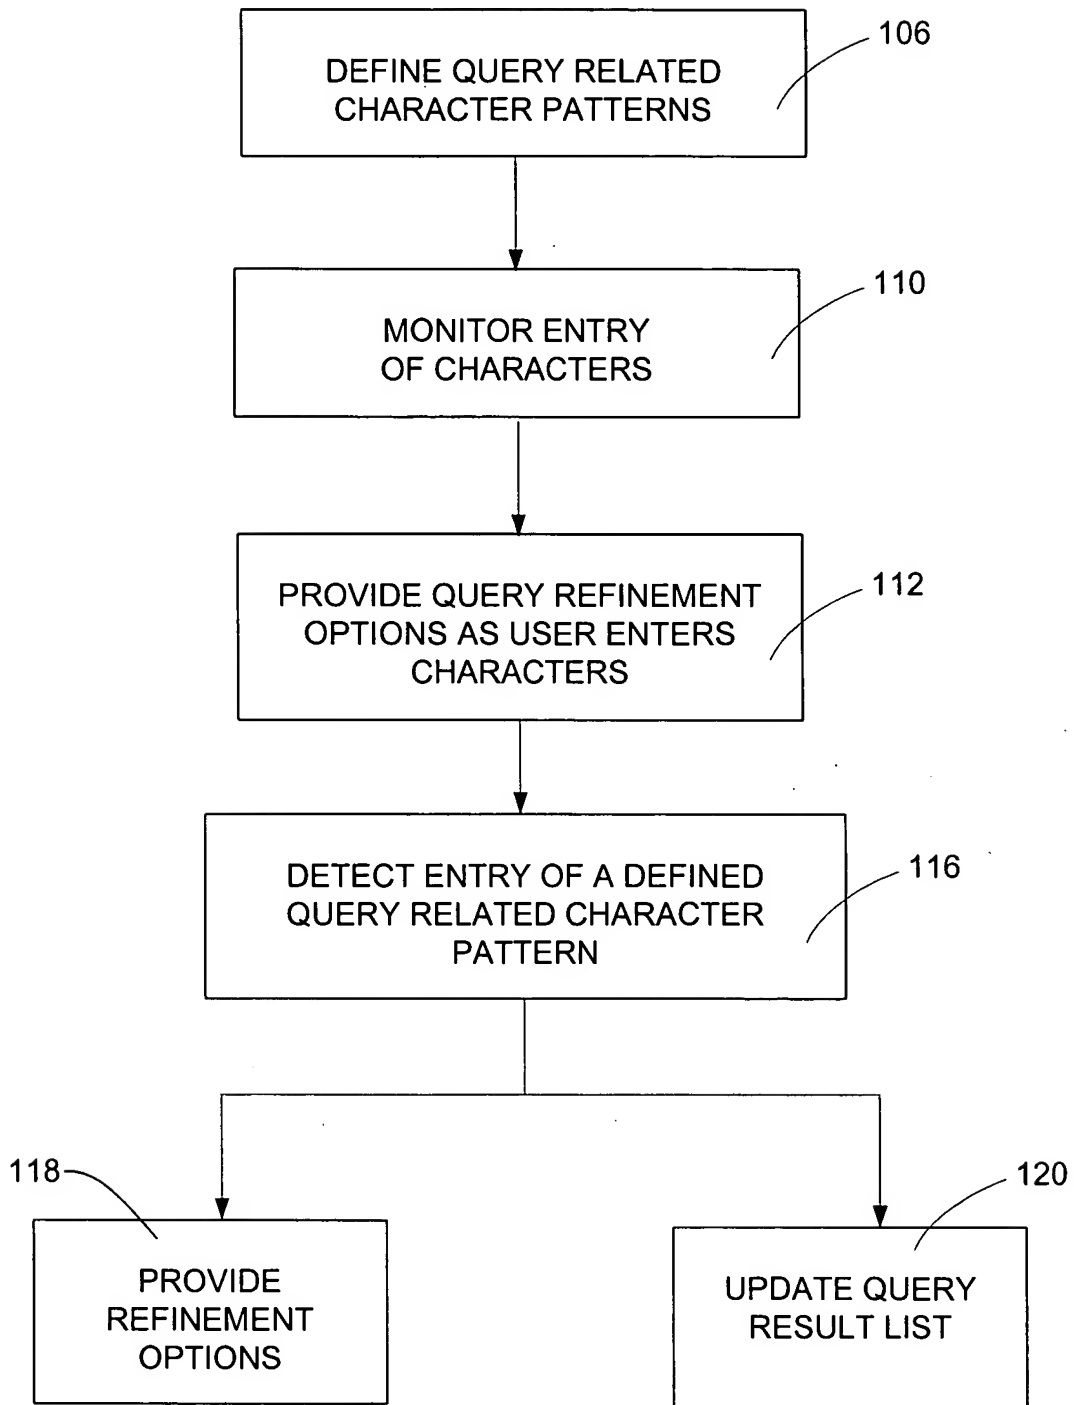 DEFINE QUERY RELATED
CHARACTER PATTERNS
106
MONITOR ENTRY
OF CHARACTERS
110
PROVIDE QUERY REFINEMENT
OPTIONS AS USER ENTERS
CHARACTERS
112
DETECT ENTRY OF A DEFINED
QUERY RELATED CHARACTER
PATTERN
116
118
PROVIDE
REFINEMENT
OPTIONS
120
UPDATE QUERY
RESULT LIST